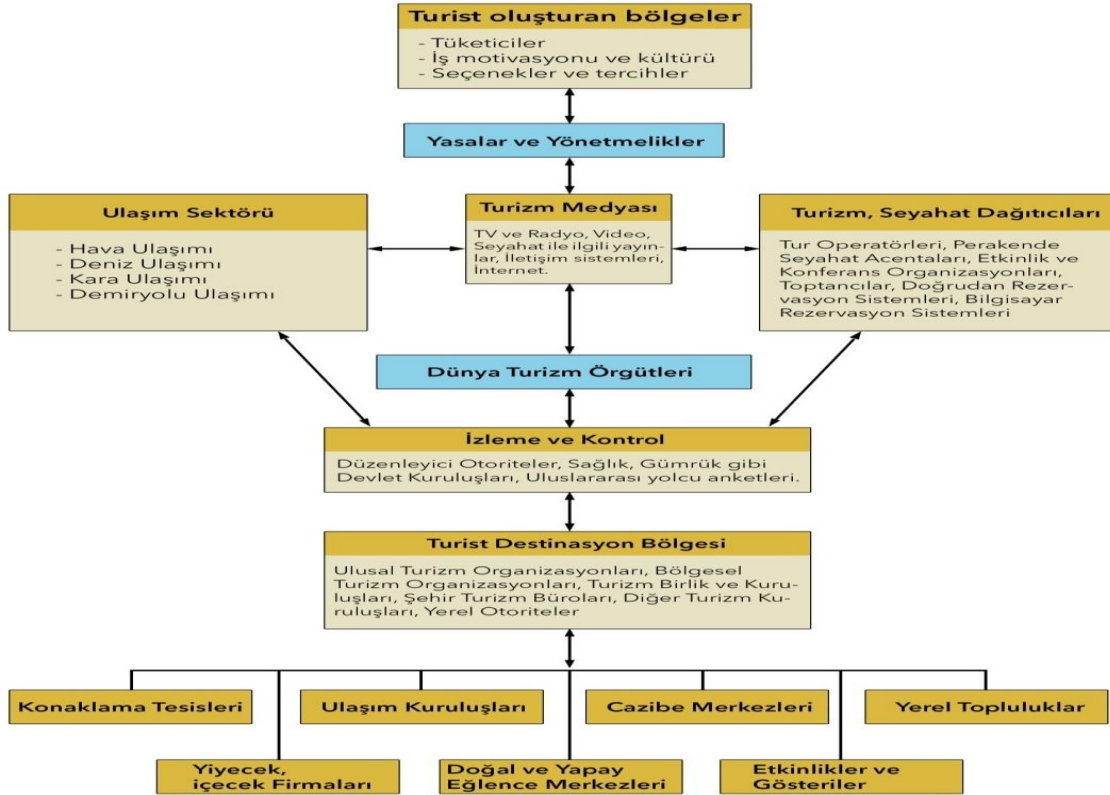 Turist oluşturan bölgeler
- Tüketiciler
- İş motivasyonu ve kültürü
- Seçenekler ve tercihler
Yasalar ve Yönetmelikler
Ulaşım Sektörü
- Hava Ulaşımı
- Deniz Ulaşımı
- Kara Ulaşımı
- Demiryolu Ulaşımı
Turizm Medyası
TV ve Radyo, Video,
Seyahat ile ilgili yayın-
lar, İletişim sistemleri,
İnternet.
Turizm, Seyahat Dağıtıcıları
Tur Operatörleri, Perakende
Seyahat Acentaları, Etkinlik ve
Konferans Organizasyonları,
Toptancılar, Doğrudan Rezer-
vasyon Sistemleri, Bilgisayar
Rezervasyon Sistemleri
Dünya Turizm Örgütleri
İzleme ve Kontrol
Düzenleyici Otoriteler, Sağlık, Gümrük gibi
Devlet Kuruluşları, Uluslararası yolcu anketleri.
Turist Destinasyon Bölgesi
Ulusal Turizm Organizasyonları, Bölgesel
Turizm Organizasyonları, Turizm Birlik ve Kuru-
luşları, Şehir Turizm Büroları, Diğer Turizm Ku-
ruluşları, Yerel Otoriteler
Konaklama Tesisleri
Ulaşım Kuruluşları
Cazibe Merkezleri
Yerel Topluluklar
Yiyecek,
içecek Firmaları
Doğal ve Yapay
Eğlence Merkezleri
Etkinlikler ve
Gösteriler